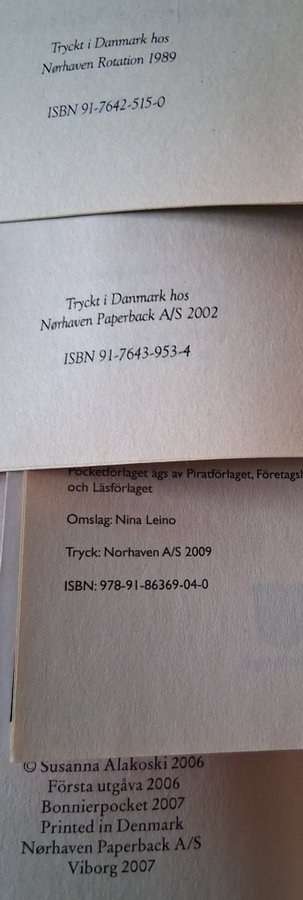 Tryckt i Danmark hos
Nørhaven Rotation 1989
ISBN 91-7642-515-0
Tryckt i Danmark hos
Nørhaven Paperback A/S 2002
ISBN 91-7643-953-4
Pocketförlaget ägs av Piratförlaget, Företagsl
och Läsförlaget
Omslag: Nina Leino
Tryck: Norhaven A/S 2009
ISBN: 978-91-86369-04-0
© Susanna Alakoski 2006
Första utgåva 2006
Bonnierpocket 2007
Printed in Denmark
Nørhaven Paperback A/S
Viborg 2007